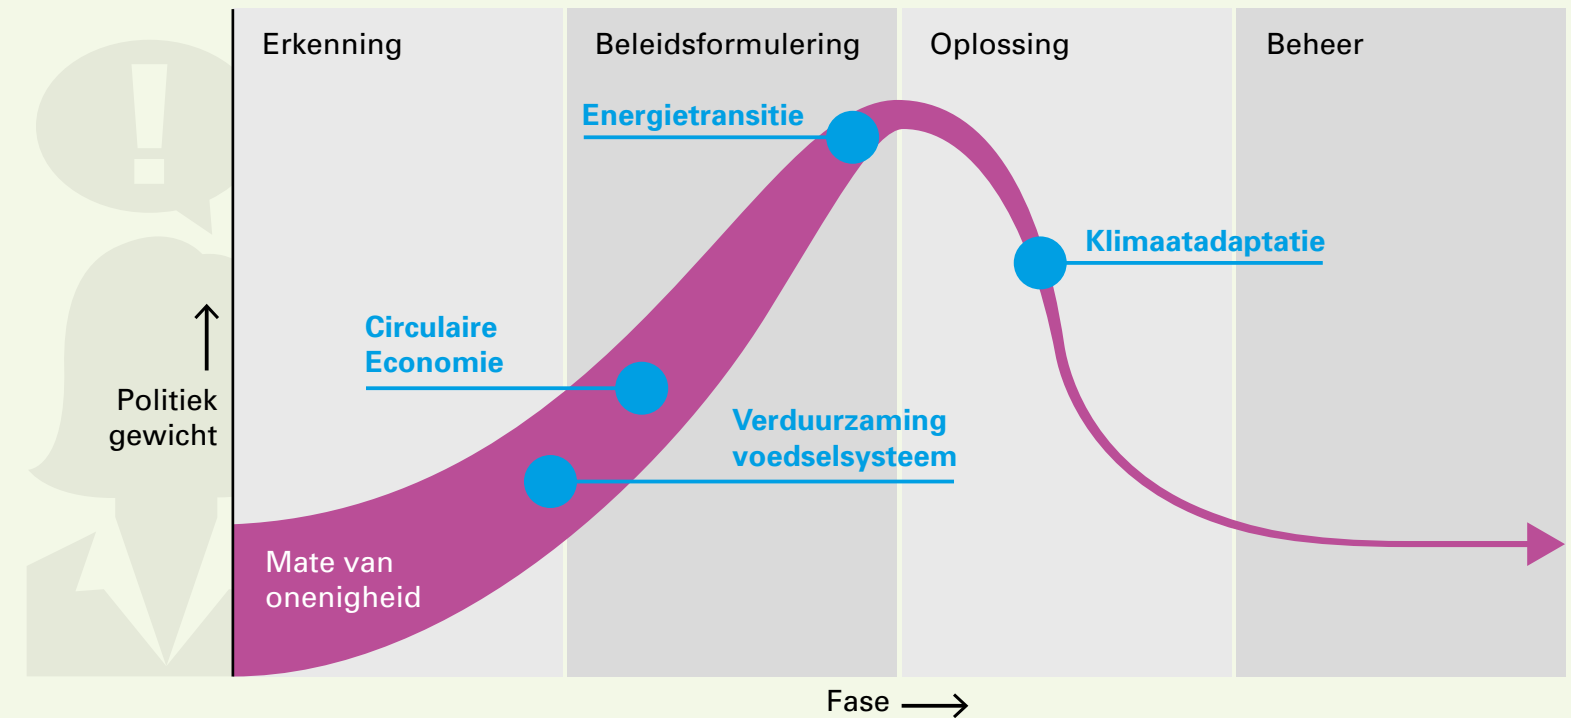 Erkenning
Beleidsformulering
Oplossing
Beheer
!
Energietransitie
Klimaatadaptatie
Circulaire
Economie
Politiek
gewicht
Verduurzaming
voedselsysteem
Mate van
onenigheid
Fase